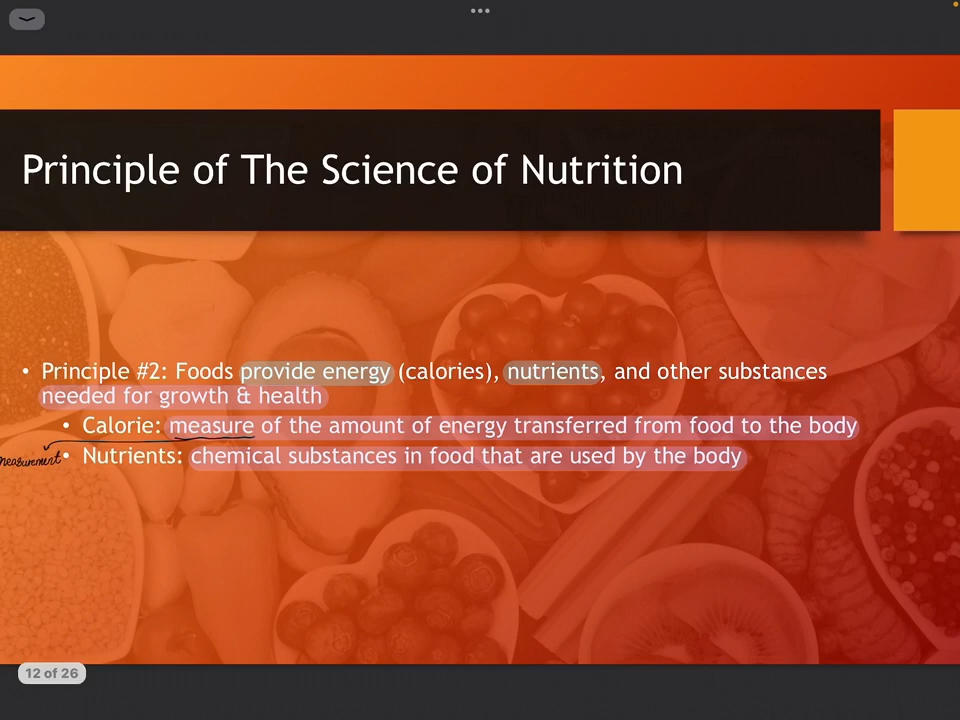 Principle of The Science of Nutrition
• Principle #2: Foods provide energy (calories), nutrients, and other substances
needed for growth & health
• Calorie: measure of the amount of energy transferred from food to the body
measurement
• Nutrients: chemical substances in food that are used by the body
12 of 26